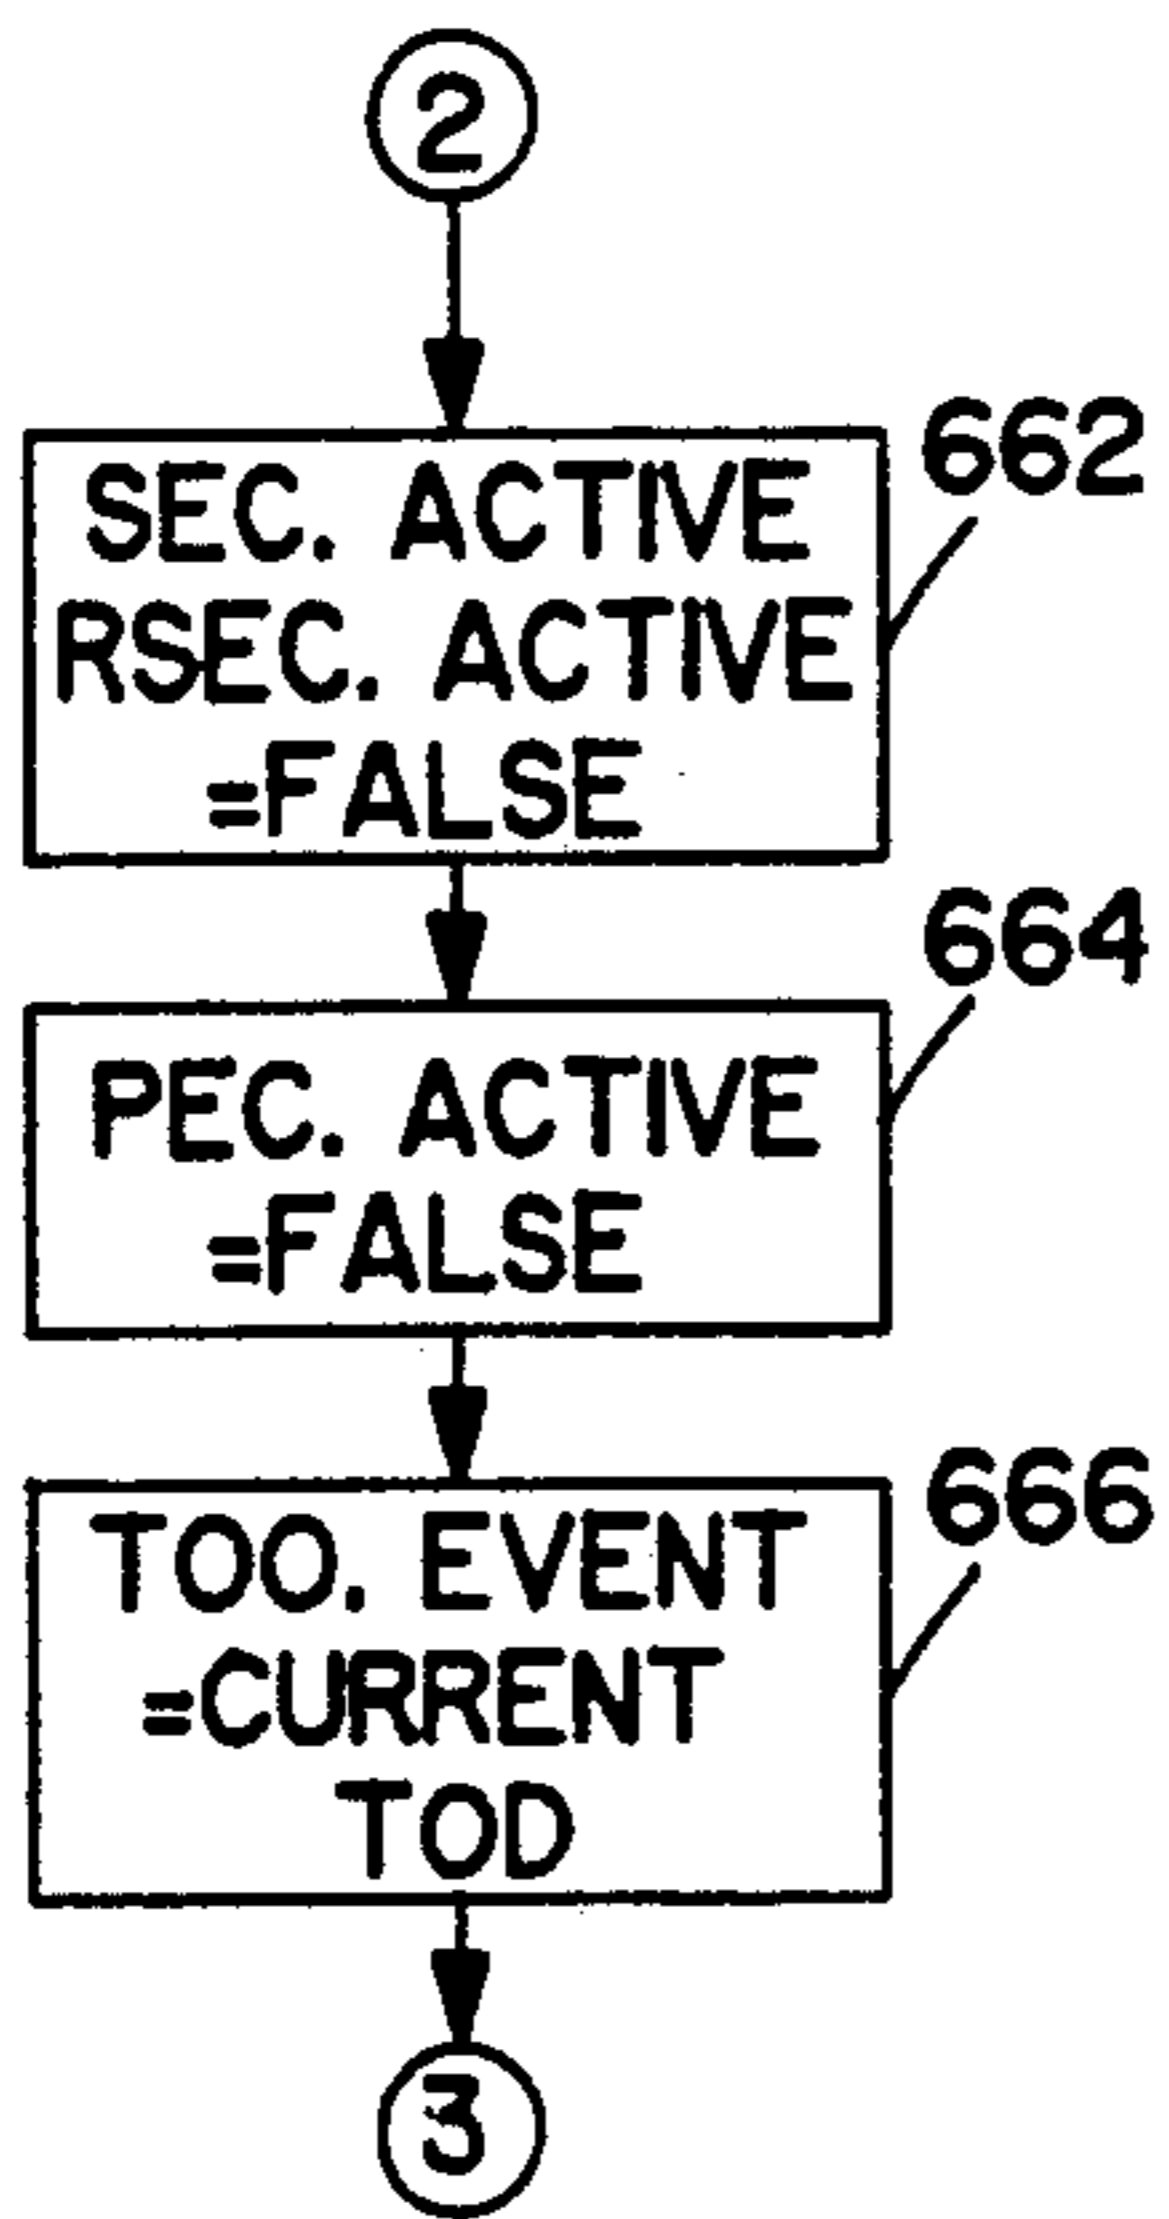 2
662
SEC. ACTIVE
RSEC. ACTIVE
=FALSE
664
PEC. ACTIVE
=FALSE
666
TOO. EVENT
=CURRENT
TOD
3